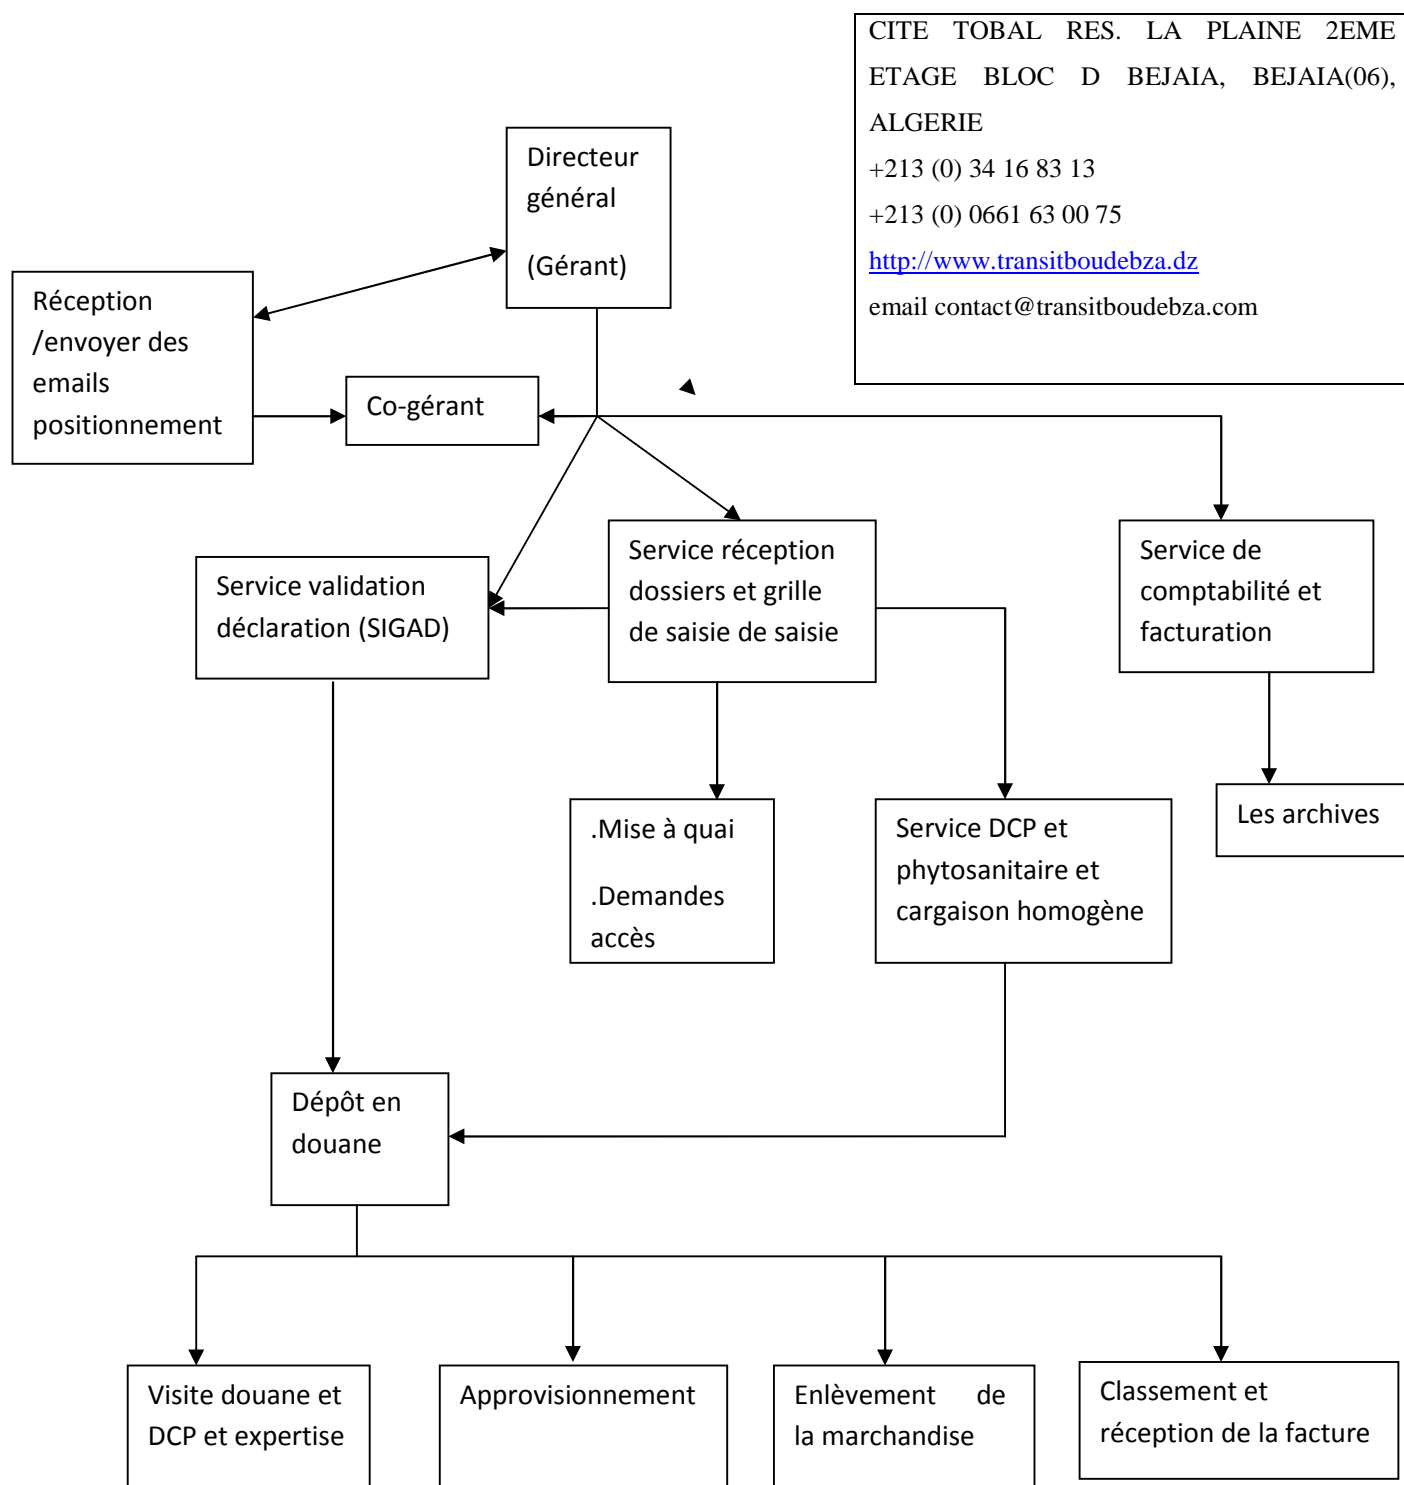 CITE TOBAL RES. LA PLAINE 2EME
ETAGE BLOC D BEJAIA, BEJAIA(06),
ALGERIE
+213 (0) 34 16 83 13
+213 (0) 0661 63 00 75
http://www.transitboudebza.dz
email contact@transitboudebza.com
Directeur
général
(Gérant)
Réception
/envoyer des
emails
positionnement
Co-gérant
Service validation
déclaration (SIGAD)
Service réception
dossiers et grille
de saisie de saisie
Service de
comptabilité et
facturation
.Mise à quai
.Demandes
accès
Service DCP et
phytosanitaire et
cargaison homogène
Les archives
Dépôt en
douane
Visite douane et
DCP et expertise
Approvisionnement
Enlèvement de
la marchandise
Classement et
réception de la facture